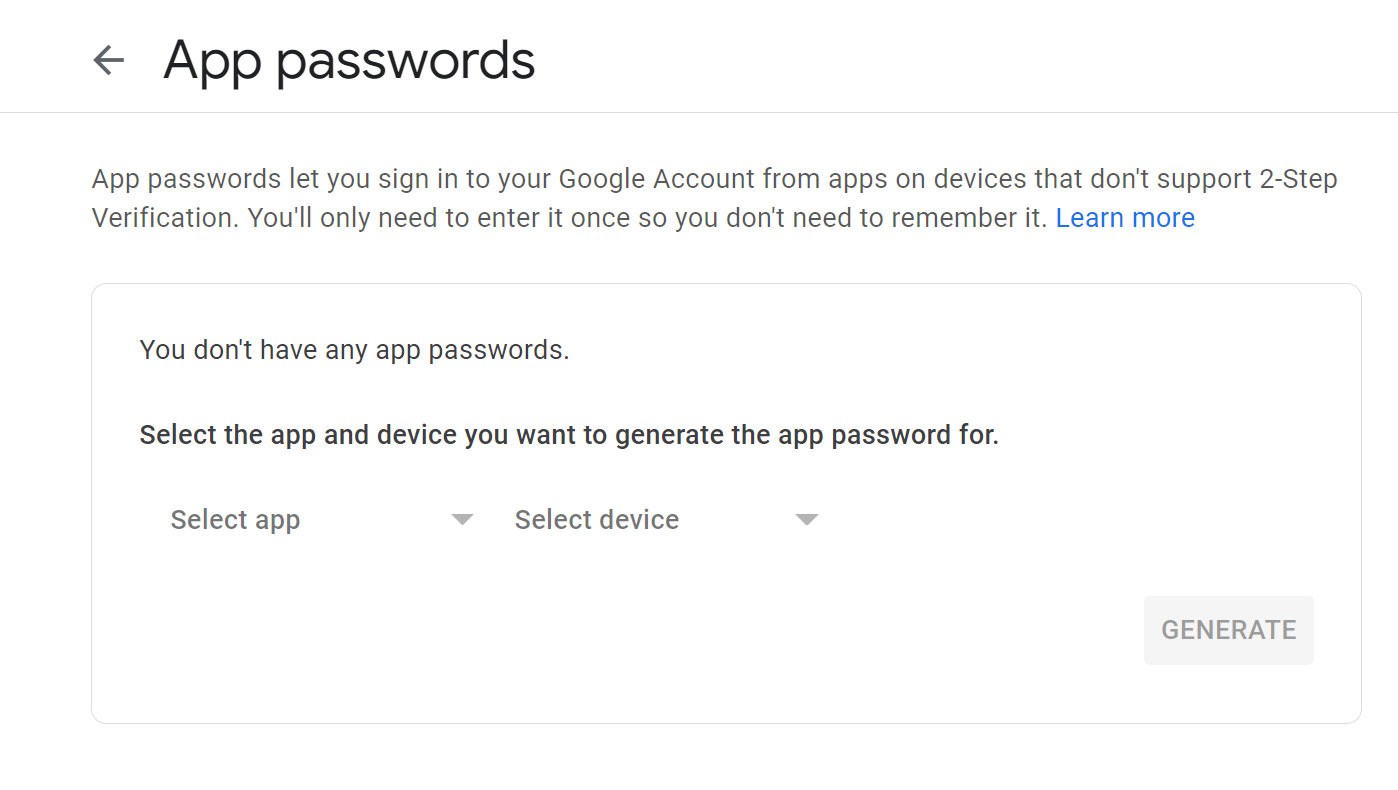 App passwords
App passwords let you sign in to your Google Account from apps on devices that don't support 2-Step
Verification. You'll only need to enter it once so you don't need to remember it. Learn more
You don't have any app passwords.
Select the app and device you want to generate the app password for.
Select app Select device
GENERATE